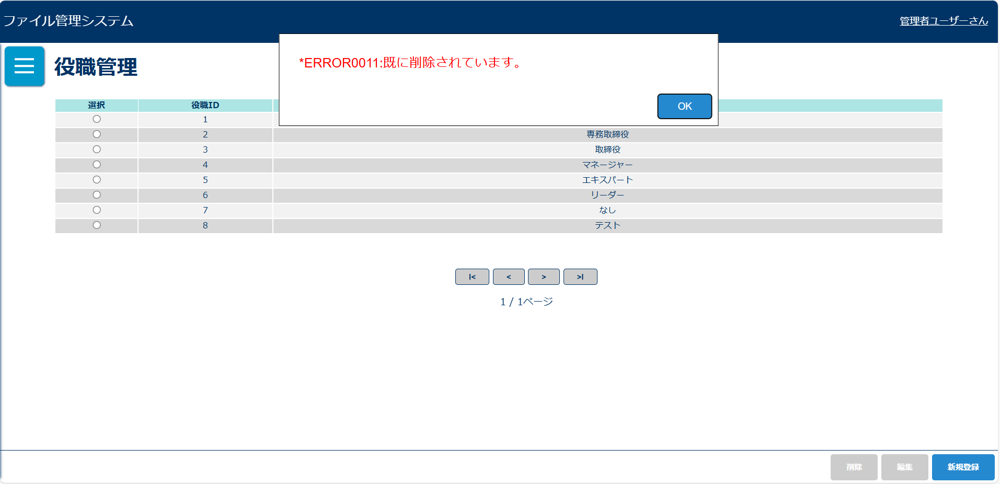 ファイル管理システム
管理者ユーザーさん
役職管理
*ERROR0011:既に削除されています。
OK
選択 役職ID
1
2 専務取締役
3 取締役
4 マネージャー
5 エキスパート
6 リーダー
7 なし
8 テスト
|< < > >|
1 / 1ページ
削除 編集 新規登録